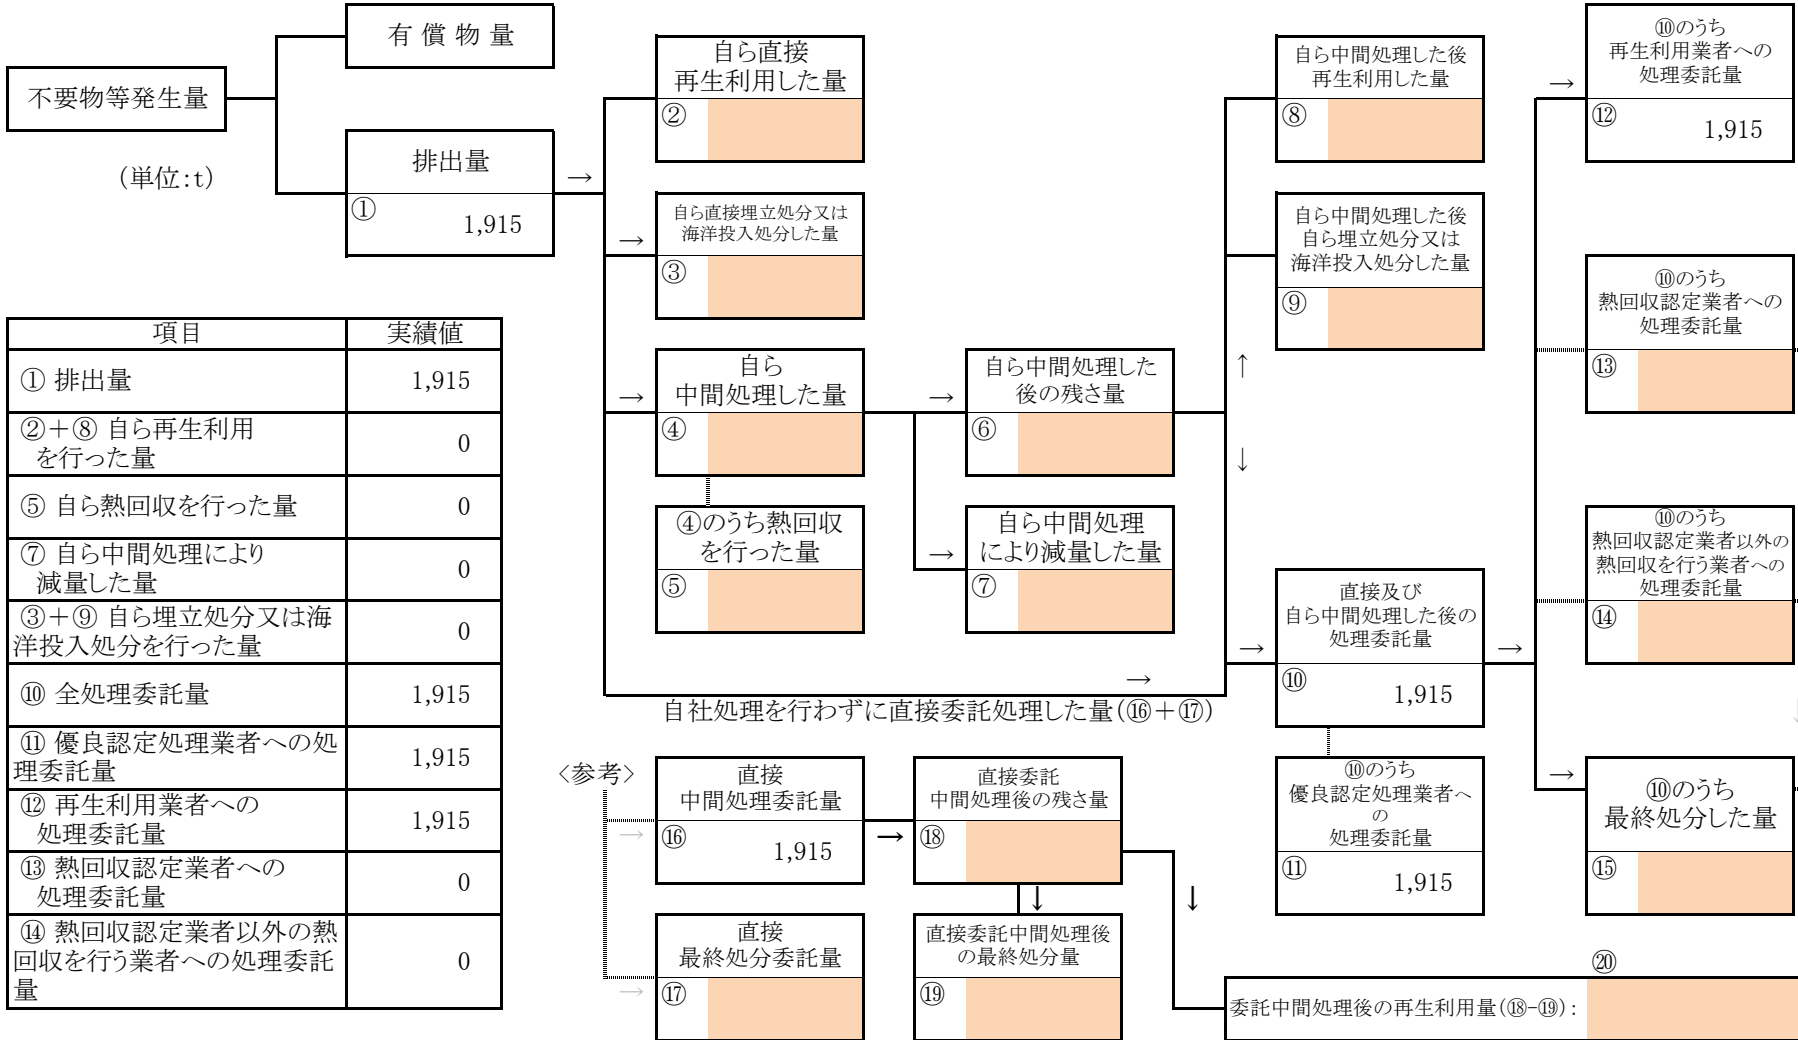 有 償 物 量
不要物等発生量
(単位:t)
排出量
→
①
1,915
自ら直接
再生利用した量
②
→
自ら直接埋立処分又は
海洋投入処分した量
③
→
自ら
中間処理した量
④
→
自ら中間処理した
後の残さ量
⑥
④のうち熱回収
を行った量
⑤
→
自ら中間処理
により減量した量
⑦
自ら中間処理した後
再生利用した量
⑧
自ら中間処理した後
自ら埋立処分又は
海洋投入処分した量
⑨
↑
↓
→
自社処理を行わずに直接委託処理した量(⑯+⑰)
→
直接及び
自ら中間処理した後の
処理委託量
⑩
1,915
→
⑩のうち
優良認定処理業者へ
の
処理委託量
⑪
1,915
→
⑩のうち
再生利用業者への
処理委託量
⑫
1,915
⑩のうち
熱回収認定業者への
処理委託量
⑬
⑩のうち
熱回収認定業者以外の
熱回収を行う業者への
処理委託量
⑭
↓
→
⑩のうち
最終処分した量
⑮
項目 実績値
① 排出量 1,915
②+⑧ 自ら再生利用
を行った量 0
⑤ 自ら熱回収を行った量 0
⑦ 自ら中間処理により
減量した量 0
③+⑨ 自ら埋立処分又は海
洋投入処分を行った量 0
⑩ 全処理委託量 1,915
⑪ 優良認定処理業者への処
理委託量 1,915
⑫ 再生利用業者への
処理委託量 1,915
⑬ 熱回収認定業者への
処理委託量 0
⑭ 熱回収認定業者以外の熱
回収を行う業者への処理委託
量 0
〈参考〉
→
直接
中間処理委託量
⑯
1,915
→
直接委託
中間処理後の残さ量
⑱
↓
↓
→
直接
最終処分委託量
⑰
直接委託中間処理後
の最終処分量
⑲
⑳
委託中間処理後の再生利用量(⑱-⑲):